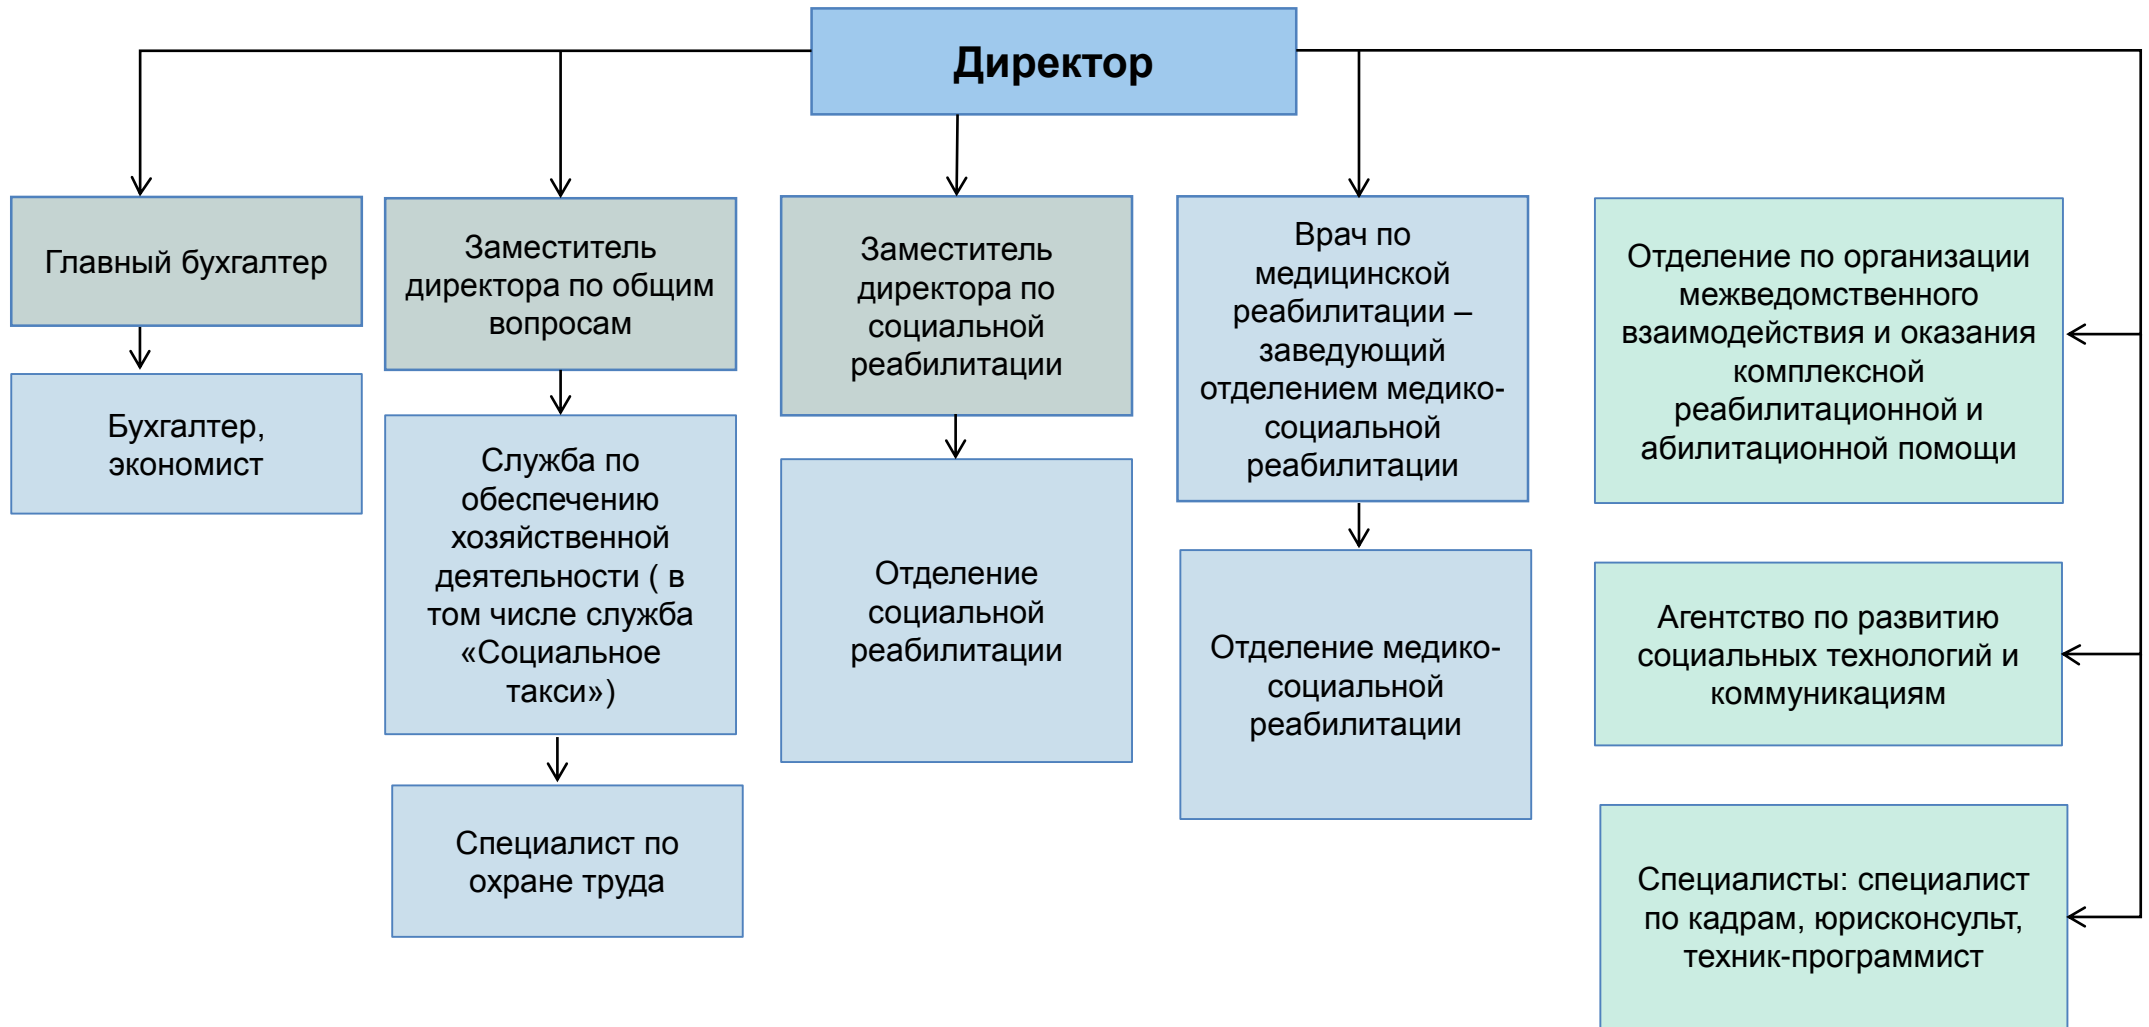 Директор
Главный бухгалтер
Бухгалтер,
экономист
Заместитель
директора по общим
вопросам
Служба по
обеспечению
хозяйственной
деятельности ( в
том числе служба
«Социальное
такси»)
Специалист по
охране труда
Заместитель
директора по
социальной
реабилитации
Отделение
социальной
реабилитации
Врач по
медицинской
реабилитации –
заведующий
отделением медико-
социальной
реабилитации
Отделение медико-
социальной
реабилитации
Отделение по организации
межведомственного
взаимодействия и оказания
комплексной
реабилитационной и
абилитационной помощи
Агентство по развитию
социальных технологий и
коммуникациям
Специалисты: специалист
по кадрам, юрисконсульт,
техник-программист